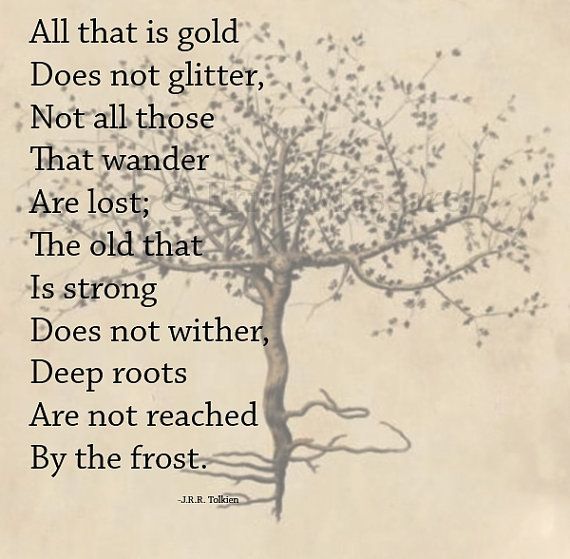 All that is gold
Does not glitter,
Not all those
That wander
Are lost;
The old that
Is strong
Does not wither,
Deep roots
Are not reached
By the frost.
-J.R.R. Tolkien